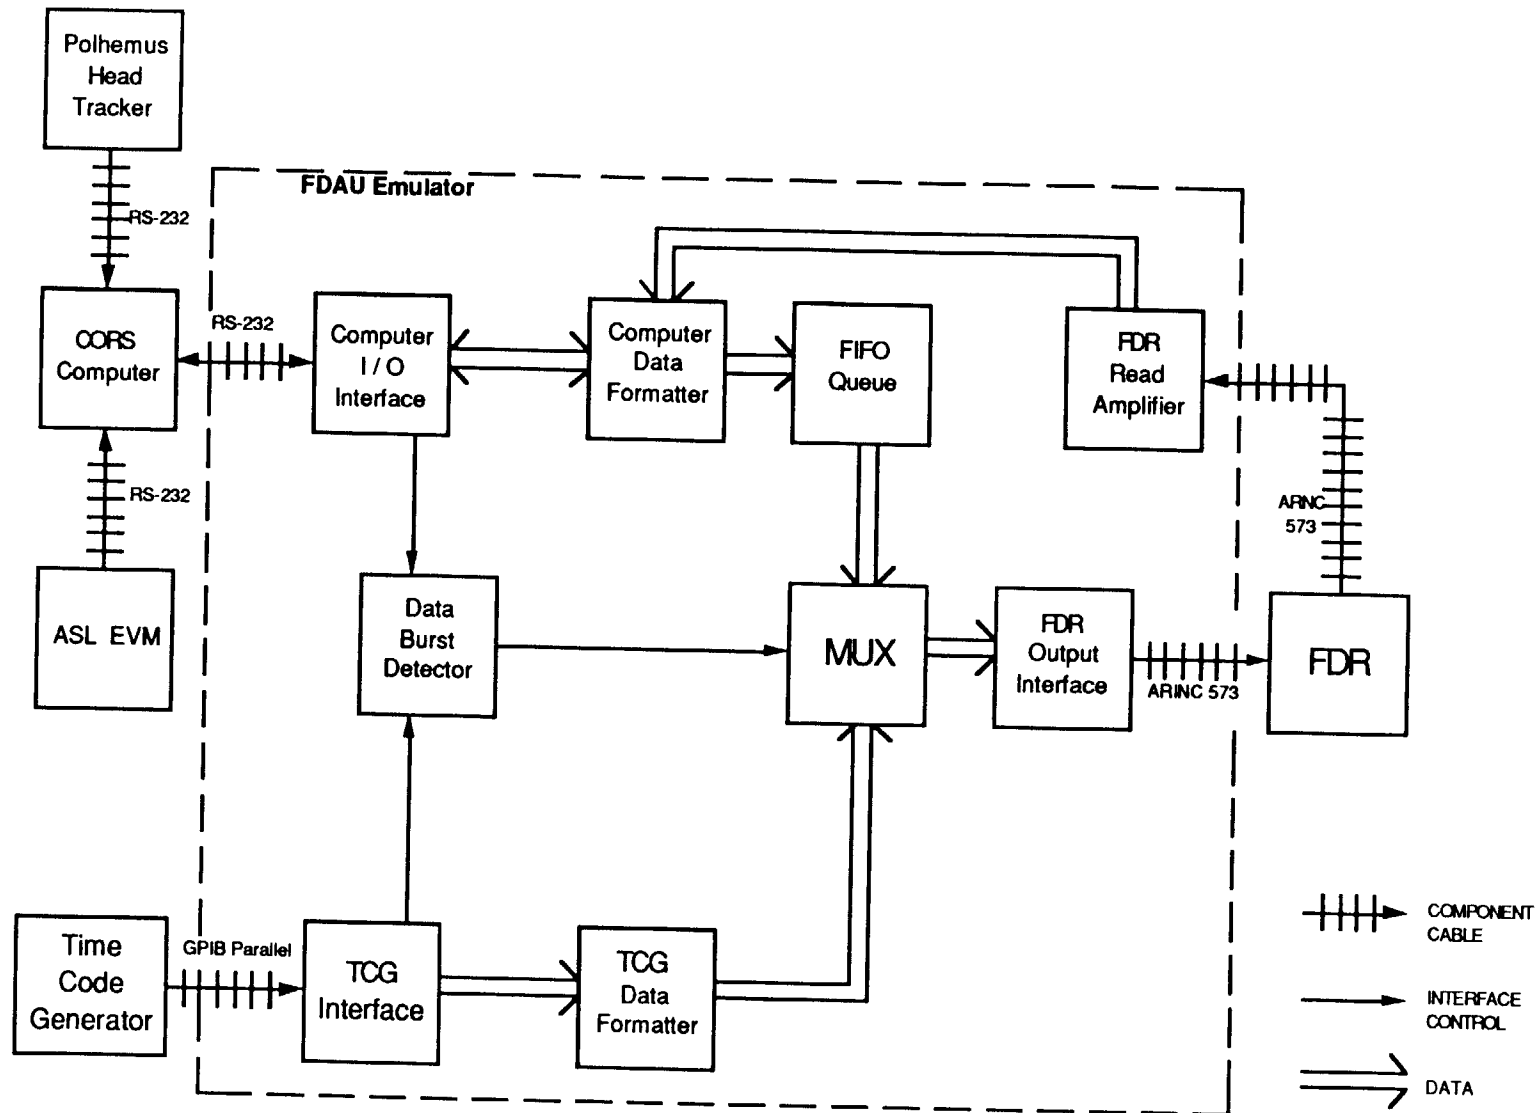 Polhemus
Head
Tracker
RS-232
FDAU Emulator
CORS
Computer
RS-232
Computer
I / O
Interface
Computer
Data
Formatter
FIFO
Queue
FDR
Read
Amplifier
RS-232
ARINC
573
ASL EVM
Data
Burst
Detector
MUX
FDR
Output
Interface
ARINC 573
FDR
Time
Code
Generator
GPIB Parallel
TCG
Interface
TCG
Data
Formatter
COMPONENT
CABLE
INTERFACE
CONTROL
DATA